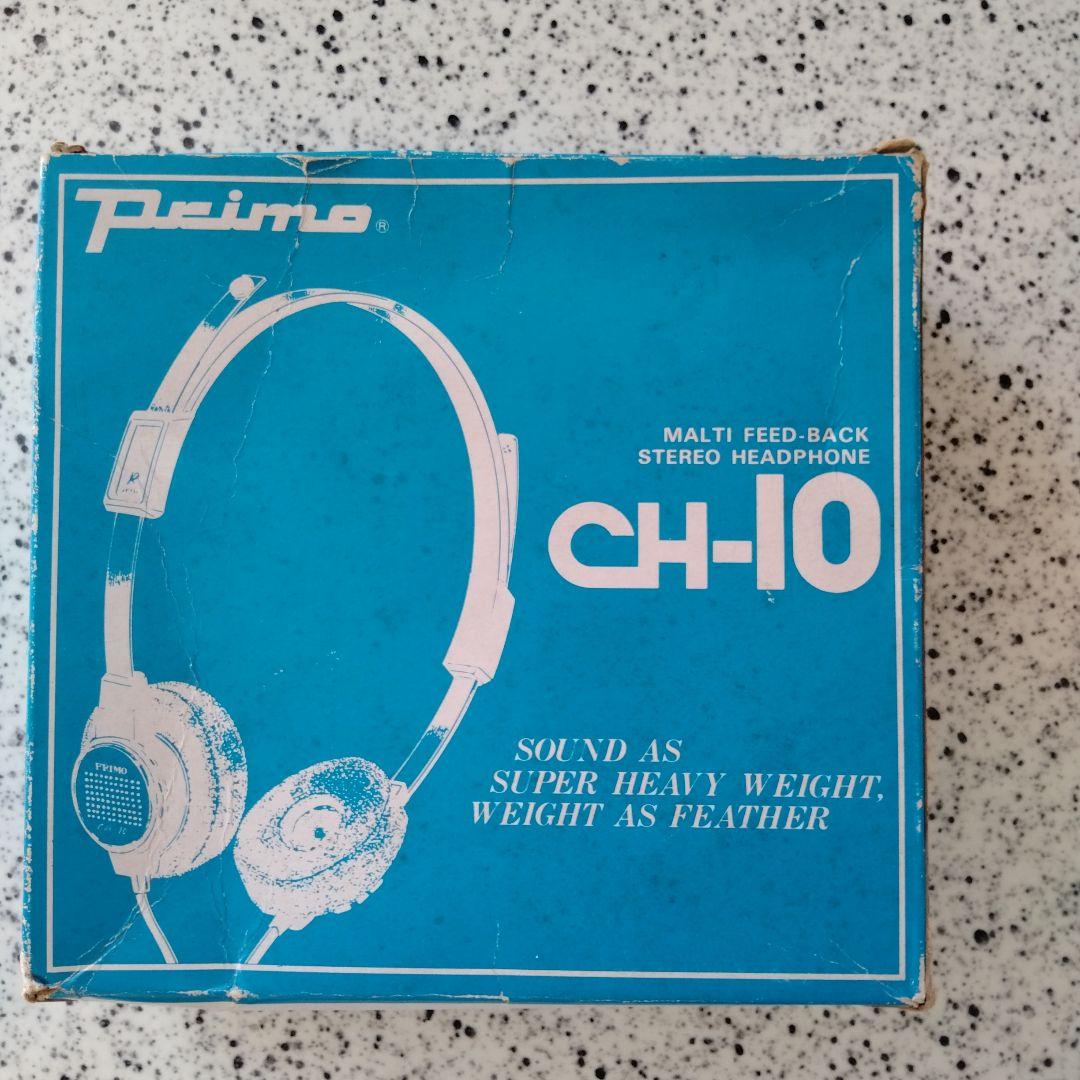 Primo®
MALTI FEED-BACK
STEREO HEADPHONE
CH-10
SOUND AS
SUPER HEAVY WEIGHT,
WEIGHT AS FEATHER
PRIMO
R